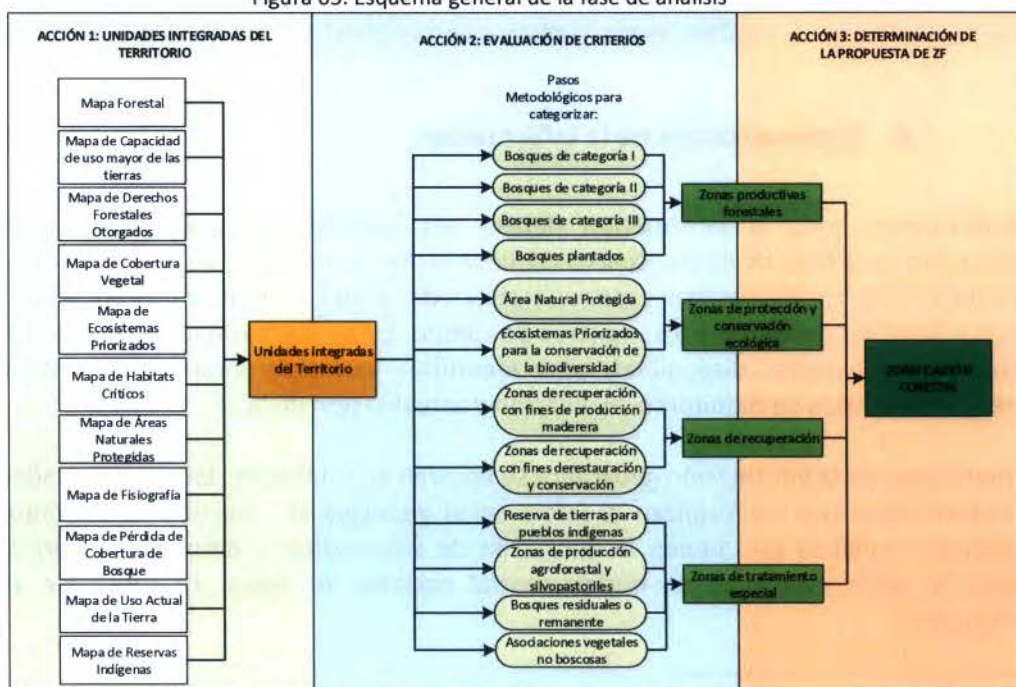 Figura 03. Esquema general de la fase de análisis
ACCIÓN 1: UNIDADES INTEGRADAS DEL
TERRITORIO
Mapa Forestal
Mapa de Capacidad
de uso mayor de las
tierras
Mapa de Derechos
Forestales
Otorgados
Mapa de Cobertura
Vegetal
Mapa de
Ecosistemas
Priorizados
Mapa de Habitats
Críticos
Mapa de Áreas
Naturales
Protegidas
Mapa de Fisiografía
Mapa de Pérdida de
Cobertura de
Bosque
Mapa de Uso Actual
de la Tierra
Mapa de Reservas
Indígenas
Unidades Integradas
del Territorio
ACCIÓN 2: EVALUACIÓN DE CRITERIOS
Pasos
Metodológicos para
categorizar:
Bosques de categoría I
Bosques de categoría II
Bosques de categoría III
Bosques plantados
Área Natural Protegida
Ecosistemas Priorizados
para la conservación de
la biodiversidad
Zonas de recuperación
con fines de producción
maderera
Zonas de recuperación
con fines derestauración
y conservación
Reserva de tierras para
pueblos indígenas
Zonas de producción
agroforestal y
silvopastoriles
Bosques residuales o
remanente
Asociaciones vegetales
no boscosas
ACCIÓN 3: DETERMINACIÓN DE
LA PROPUESTA DE ZF
Zonas productivas
forestales
Zonas de protección y
conservación
ecológica
Zonas de recuperación
Zonas de tratamiento
especial
ZONIFICACIÓN
FORESTAL